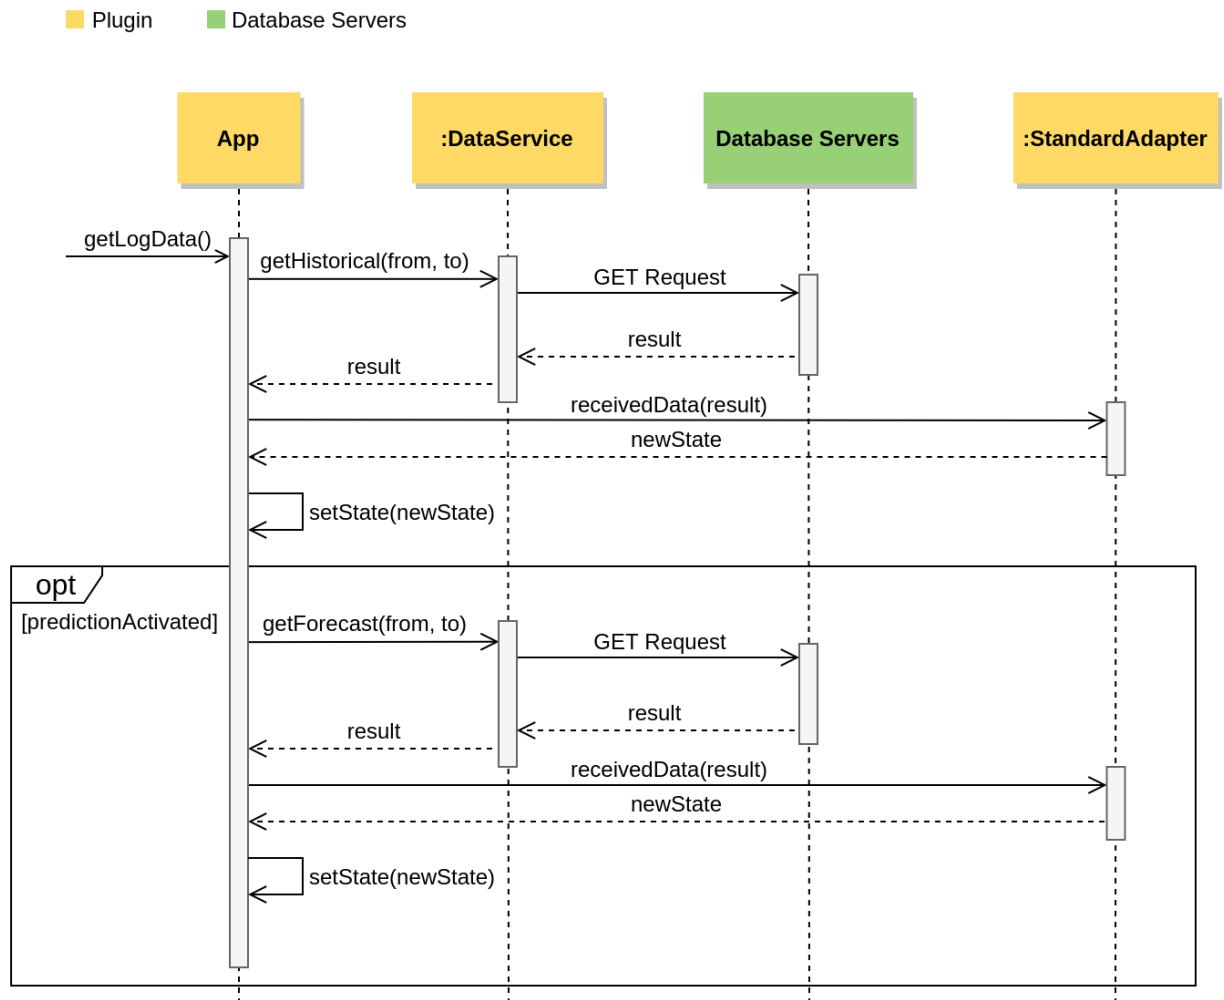 Plugin
Database Servers
App
:DataService
Database Servers
:StandardAdapter
getLogData()
getHistorical(from, to)
GET Request
result
result
receivedData(result)
newState
setState(newState)
opt
[predictionActivated]
getForecast(from, to)
GET Request
result
result
receivedData(result)
newState
setState(newState)